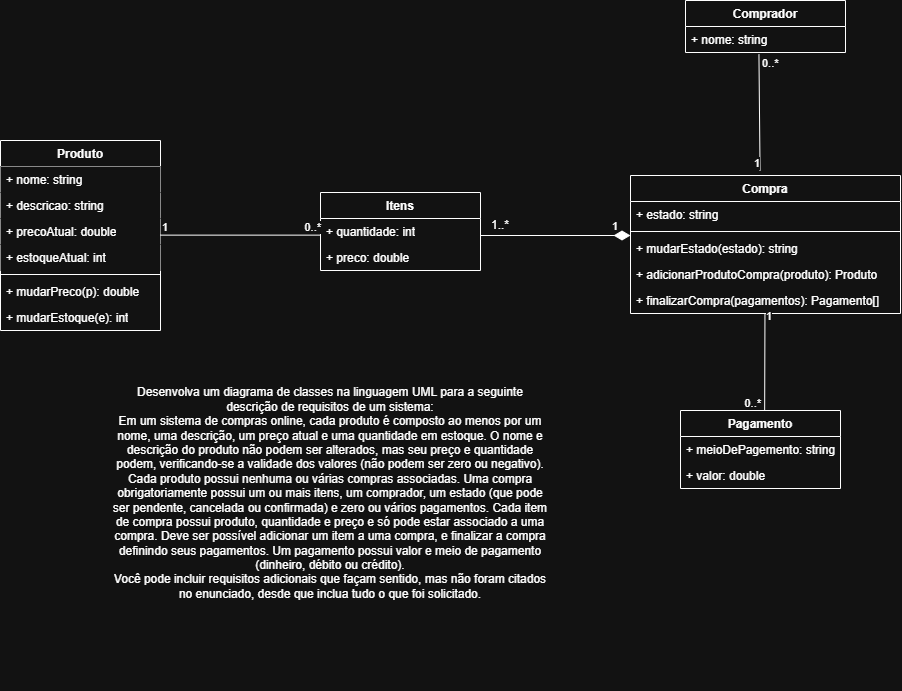 Comprador
+ nome: string
0..*
1
Produto
+ nome: string
+ descricao: string
+ precoAtual: double
+ estoqueAtual: int
+ mudarPreco(p): double
+ mudarEstoque(e): int
1
0..*
Itens
+ quantidade: int
+ preco: double
1..*
1
Compra
+ estado: string
+ mudarEstado(estado): string
+ adicionarProdutoCompra(produto): Produto
+ finalizarCompra(pagamentos): Pagamento[]
1
0..*
Pagamento
+ meioDePagemento: string
+ valor: double
Desenvolva um diagrama de classes na linguagem UML para a seguinte
descrição de requisitos de um sistema:
Em um sistema de compras online, cada produto é composto ao menos por um
nome, uma descrição, um preço atual e uma quantidade em estoque. O nome e
descrição do produto não podem ser alterados, mas seu preço e quantidade
podem, verificando-se a validade dos valores (não podem ser zero ou negativo).
Cada produto possui nenhuma ou várias compras associadas. Uma compra
obrigatoriamente possui um ou mais itens, um comprador, um estado (que pode
ser pendente, cancelada ou confirmada) e zero ou vários pagamentos. Cada item
de compra possui produto, quantidade e preço e só pode estar associado a uma
compra. Deve ser possível adicionar um item a uma compra, e finalizar a compra
definindo seus pagamentos. Um pagamento possui valor e meio de pagamento
(dinheiro, débito ou crédito).
Você pode incluir requisitos adicionais que façam sentido, mas não foram citados
no enunciado, desde que inclua tudo o que foi solicitado.